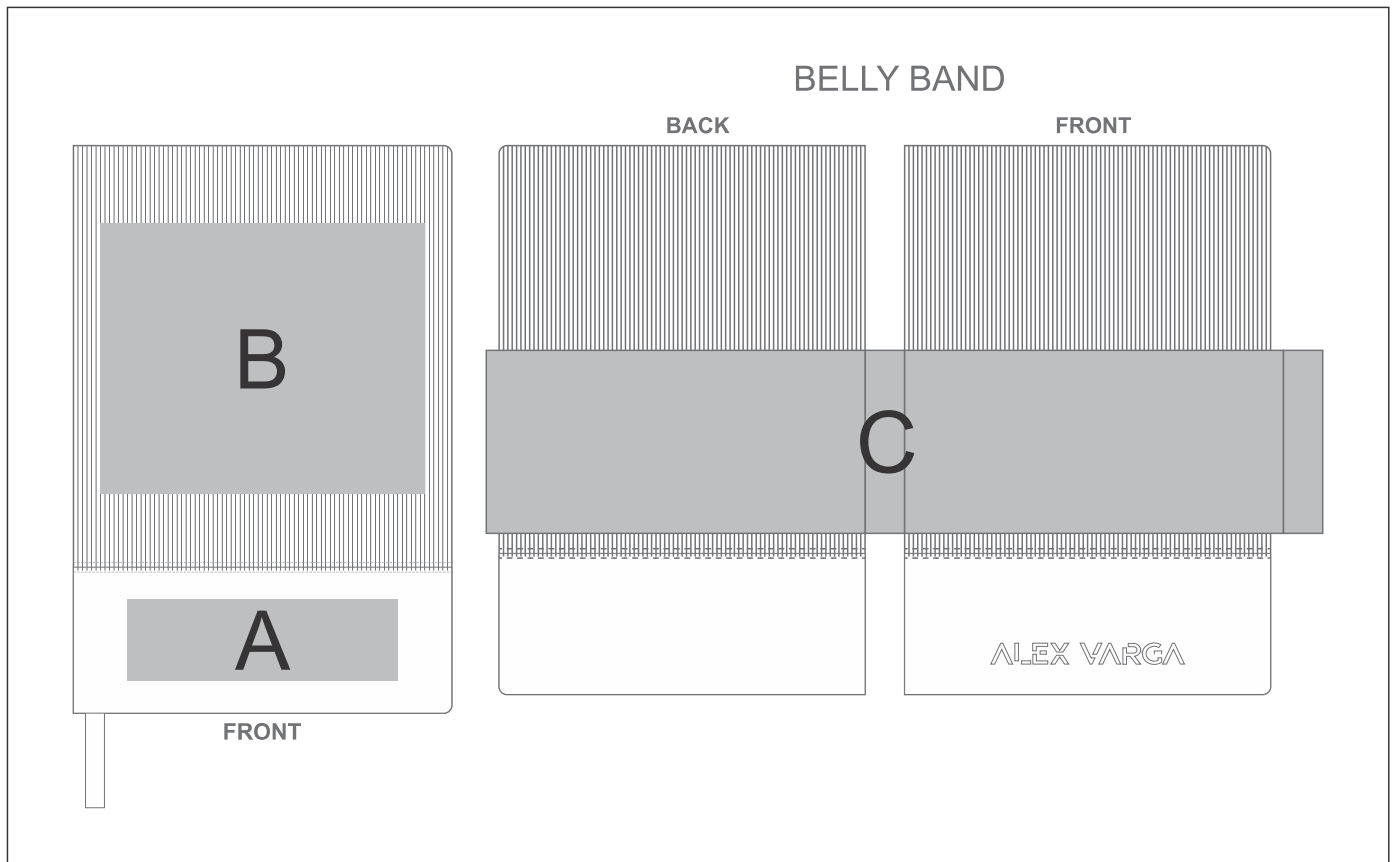 BELLY BAND
BACK
FRONT
B
C
A
ALEX VARGA
FRONT